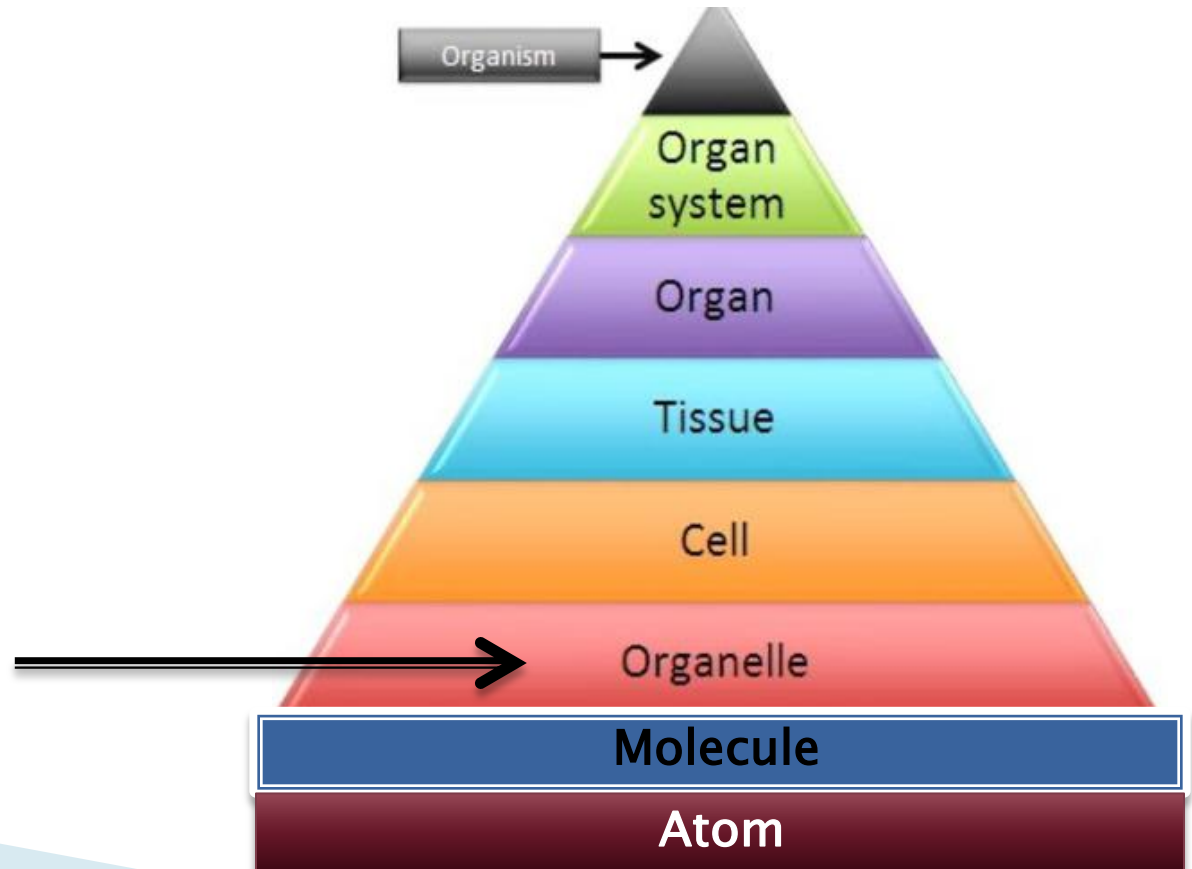 Organism
Organ
system
Organ
Tissue
Cell
Organelle
Molecule
Atom